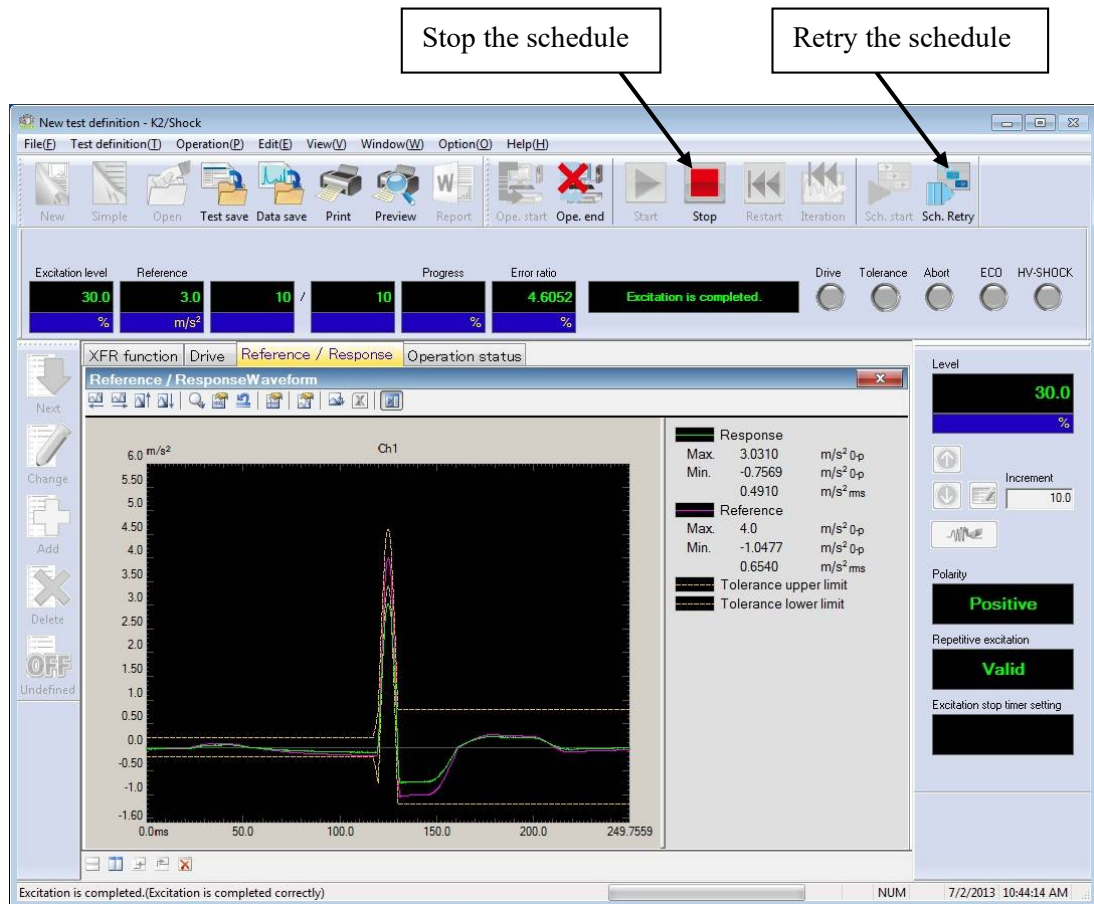 Stop the schedule
Retry the schedule
New test definition - K2/Shock
File(F) Test definition(T) Operation(P) Edit(E) View(V) Window(W) Option(O) Help(H)
New Simple Open Test save Data save Print Preview Report Ope. start Ope. end Start Stop Restart Iteration Sch. start Sch. Retry
Excitation level Reference Progress Error ratio Drive Tolerance Abort ECO HV-SHOCK
30.0 3.0 10 / 10 4.6052 Excitation is completed.
% m/s² % %
XFR function Drive Reference / Response Operation status
Reference / ResponseWaveform
Next
Change
Add
Delete
OFF
Undefined
6.0 m/s² Ch1
5.50
5.0
4.50
4.0
3.50
3.0
2.50
2.0
1.50
1.0
0.50
0.0
-0.50
-1.0
-1.60
0.0ms 50.0 100.0 150.0 200.0 249.7559
Response
Max. 3.0310 m/s² 0-p
Min. -0.7569 m/s² 0-p
0.4910 m/s² rms
Reference
Max. 4.0 m/s² 0-p
Min. -1.0477 m/s² 0-p
0.6540 m/s² rms
Tolerance upper limit
Tolerance lower limit
Level
30.0
%
Increment
10.0
Polarity
Positive
Repetitive excitation
Valid
Excitation stop timer setting
Excitation is completed.(Excitation is completed correctly) NUM 7/2/2013 10:44:14 AM